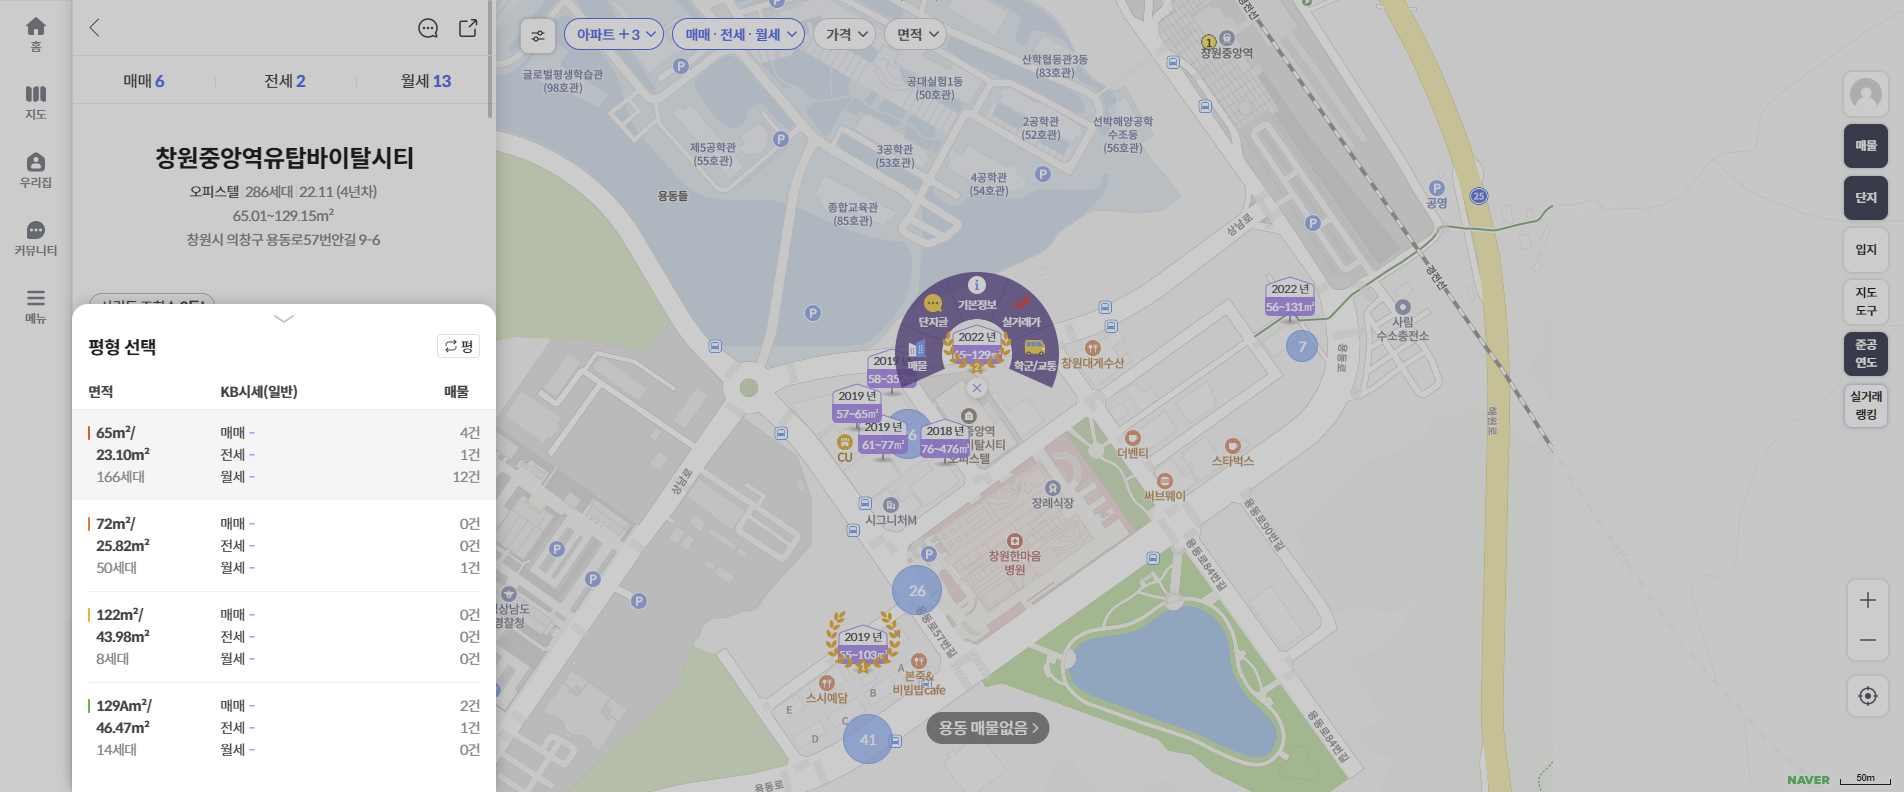 홈
지도
우리집
커뮤니티
메뉴
매매 6
전세 2
월세 13
창원중앙역유탑바이탈시티
오피스텔 286세대 22.11 (4년차)
65.01~129.15m²
창원시 의창구 용동로57번안길 9-6
평형 선택
평
면적 KB시세(일반) 매물
65m²/
23.10m²
166세대
매매 - 4건
전세 - 1건
월세 - 12건
72m²/
25.82m²
50세대
매매 - 0건
전세 - 0건
월세 - 1건
122m²/
43.98m²
8세대
매매 - 0건
전세 - 0건
월세 - 0건
129Am²/
46.47m²
14세대
매매 - 2건
전세 - 1건
월세 - 0건
아파트 +3
매매 · 전세 · 월세
가격
면적
글로벌평생학습관
(98호관)
공대실험1동
(50호관)
산학협동관3동
(83호관)
1
창원중앙역
2공학관
(52호관)
선박해양공학
수조동
(56호관)
제5공학관
(55호관)
3공학관
(53호관)
4공학관
(54호관)
종합교육관
(85호관)
용동들
공영
25
상남로
경전선
경전선
2022 년
56~131㎡
7
사림
수소충전소
용동로
해원로
단지글
기본정보
실거래가
매물
학군/교통
2022 년
2
창원대게수산
2019
2019 년
57~65㎡
2019 년
61~77㎡
6
2018 년
76~476㎡
CU
시그니처M
장례식장
더벤티
스타벅스
써브웨이
창원한마음
병원
상남로
용동로90번길
용동로84번길
용동로84번길
용동로57번길
26
2019 년
55~103㎡
1
스시예담
본죽&
비빔밥cafe
A
B
C
D
E
41
용동로
경찰청
용동 매물없음
매물
단지
입지
지도
도구
준공
연도
실거래
랭킹
NAVER
50m